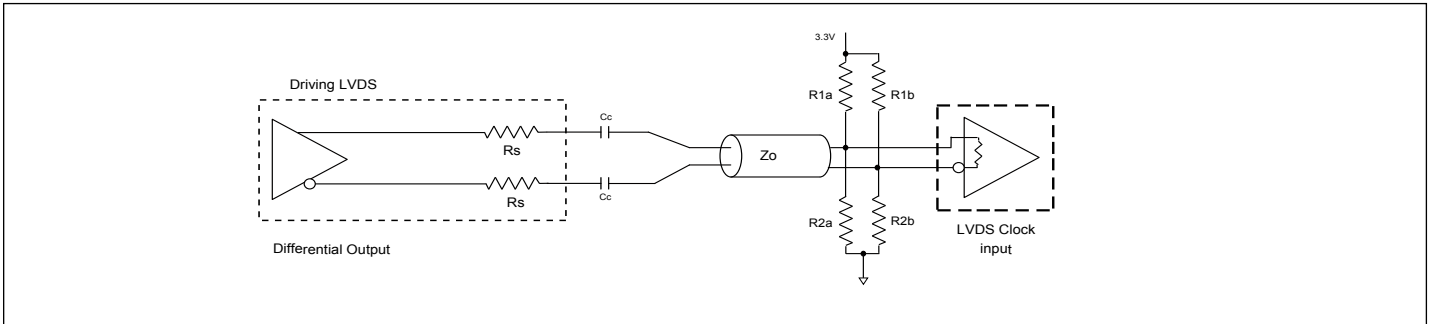 3.3V
Driving LVDS
R1a
R1b
Cc
Rs
Zo
Rs
Cc
R2a
R2b
LVDS Clock
input
Differential Output